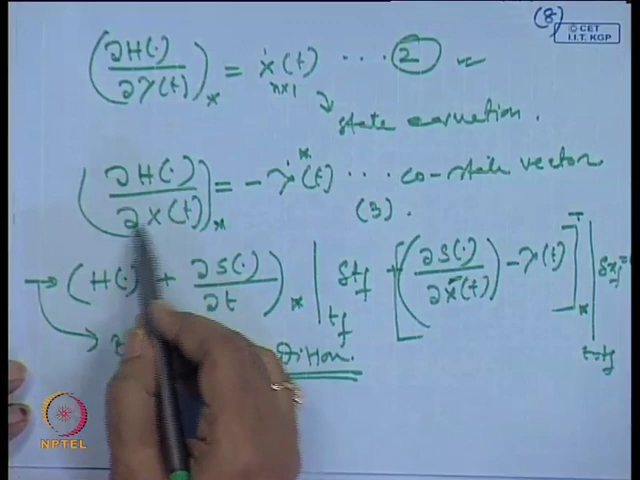 (8)
© CET
I.I.T. KGP
(∂H(·)/∂λ(t))* = ẋ(t) ··· (2)
n×1
state equation.
(∂H(·)/∂x(t))* = -λ̇*(t) ··· co-state vector
(3).
→ (H(·) + ∂S(·)/∂t)* |tf δtf + [(∂S(·)/∂x(t)) - λ(t)]T* |t=tf δxf =
NPTEL